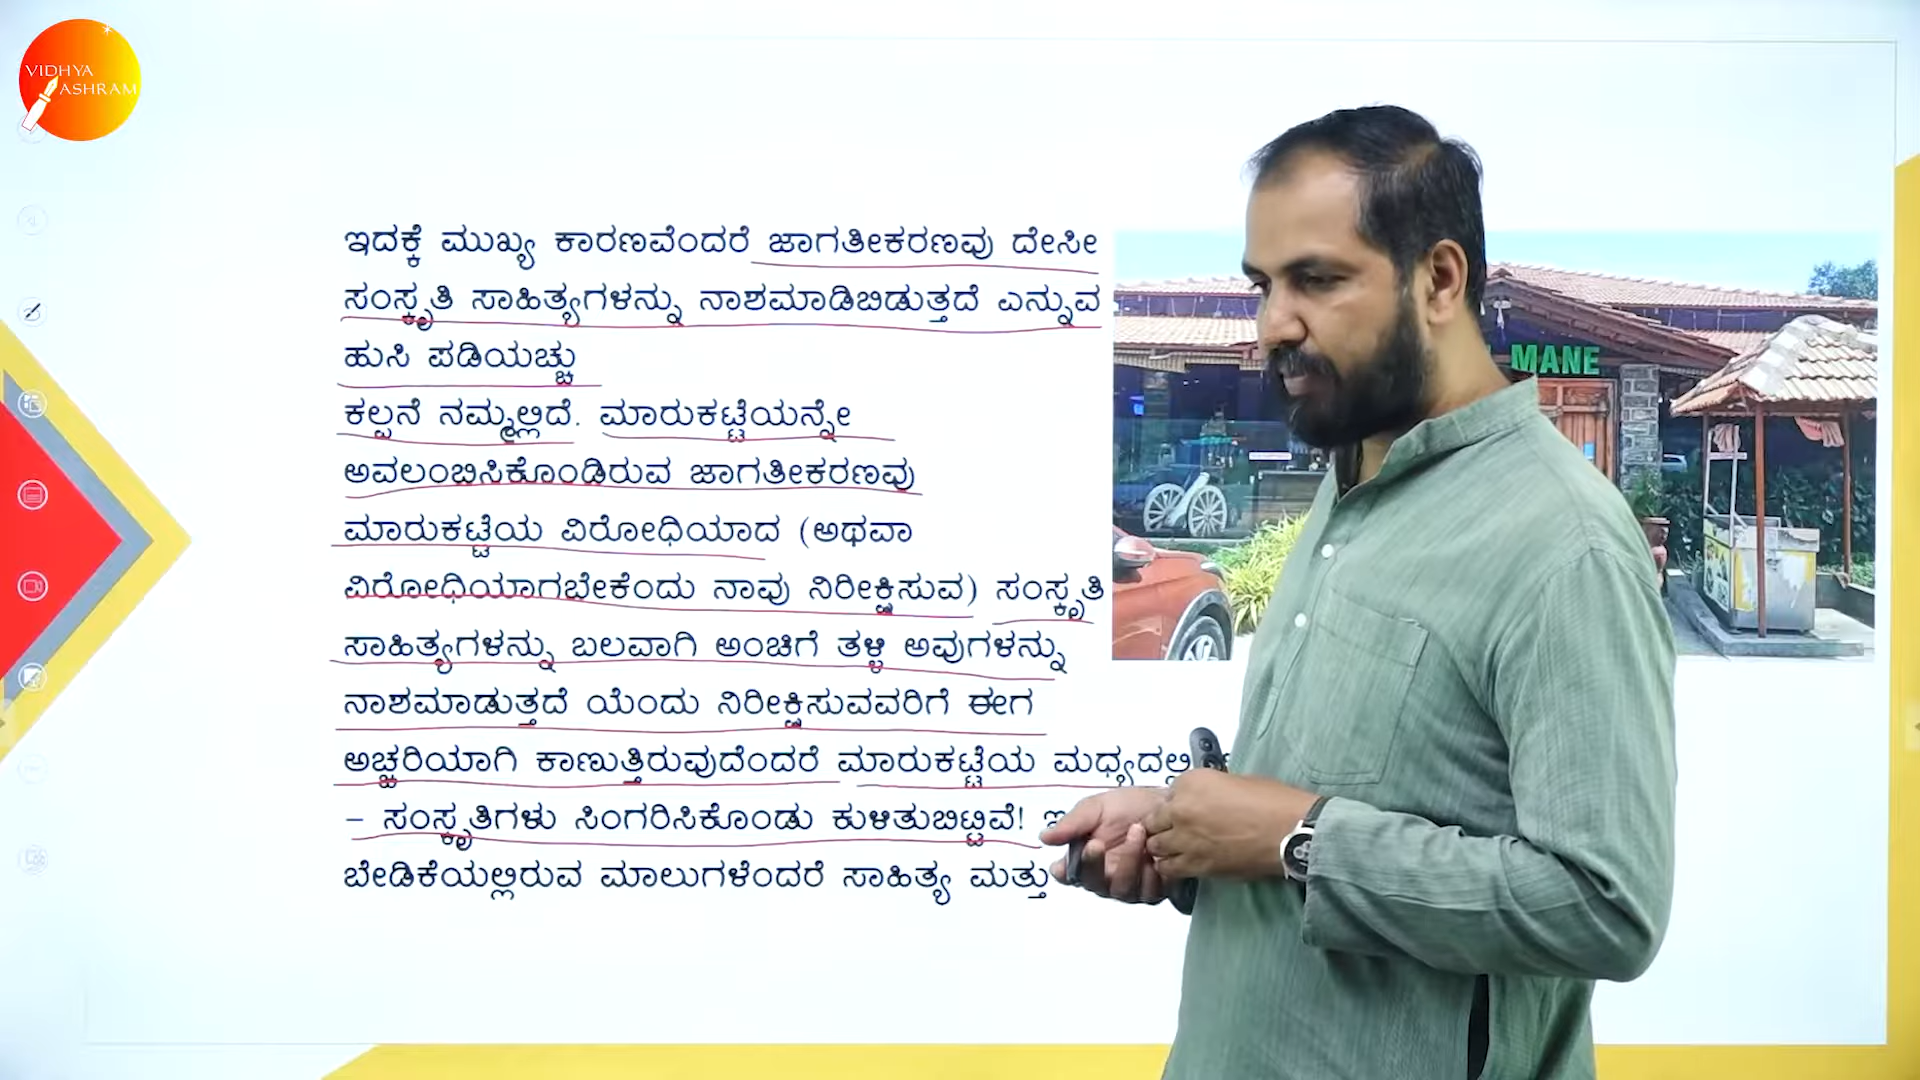 VIDHYA
ASHRAM
ಇದಕ್ಕೆ ಮುಖ್ಯ ಕಾರಣವೆಂದರೆ ಜಾಗತೀಕರಣವು ದೇಸೀ
ಸಂಸ್ಕೃತಿ ಸಾಹಿತ್ಯಗಳನ್ನು ನಾಶಮಾಡಿಬಿಡುತ್ತದೆ ಎನ್ನುವ
ಹುಸಿ ಪಡಿಯಚ್ಚು
ಕಲ್ಪನೆ ನಮ್ಮಲ್ಲಿದೆ. ಮಾರುಕಟ್ಟೆಯನ್ನೇ
ಅವಲಂಬಿಸಿಕೊಂಡಿರುವ ಜಾಗತೀಕರಣವು
ಮಾರುಕಟ್ಟೆಯ ವಿರೋಧಿಯಾದ (ಅಥವಾ
ವಿರೋಧಿಯಾಗಬೇಕೆಂದು ನಾವು ನಿರೀಕ್ಷಿಸುವ) ಸಂಸ್ಕೃತಿ
ಸಾಹಿತ್ಯಗಳನ್ನು ಬಲವಾಗಿ ಅಂಚಿಗೆ ತಳ್ಳಿ ಅವುಗಳನ್ನು
ನಾಶಮಾಡುತ್ತದೆ ಯೆಂದು ನಿರೀಕ್ಷಿಸುವವರಿಗೆ ಈಗ
ಅಚ್ಚರಿಯಾಗಿ ಕಾಣುತ್ತಿರುವುದೆಂದರೆ ಮಾರುಕಟ್ಟೆಯ ಮಧ್ಯದಲ್ಲಿ
– ಸಂಸ್ಕೃತಿಗಳು ಸಿಂಗರಿಸಿಕೊಂಡು ಕುಳಿತುಬಿಟ್ಟಿವೆ!
ಬೇಡಿಕೆಯಲ್ಲಿರುವ ಮಾಲುಗಳೆಂದರೆ ಸಾಹಿತ್ಯ ಮತ್ತು
MANE